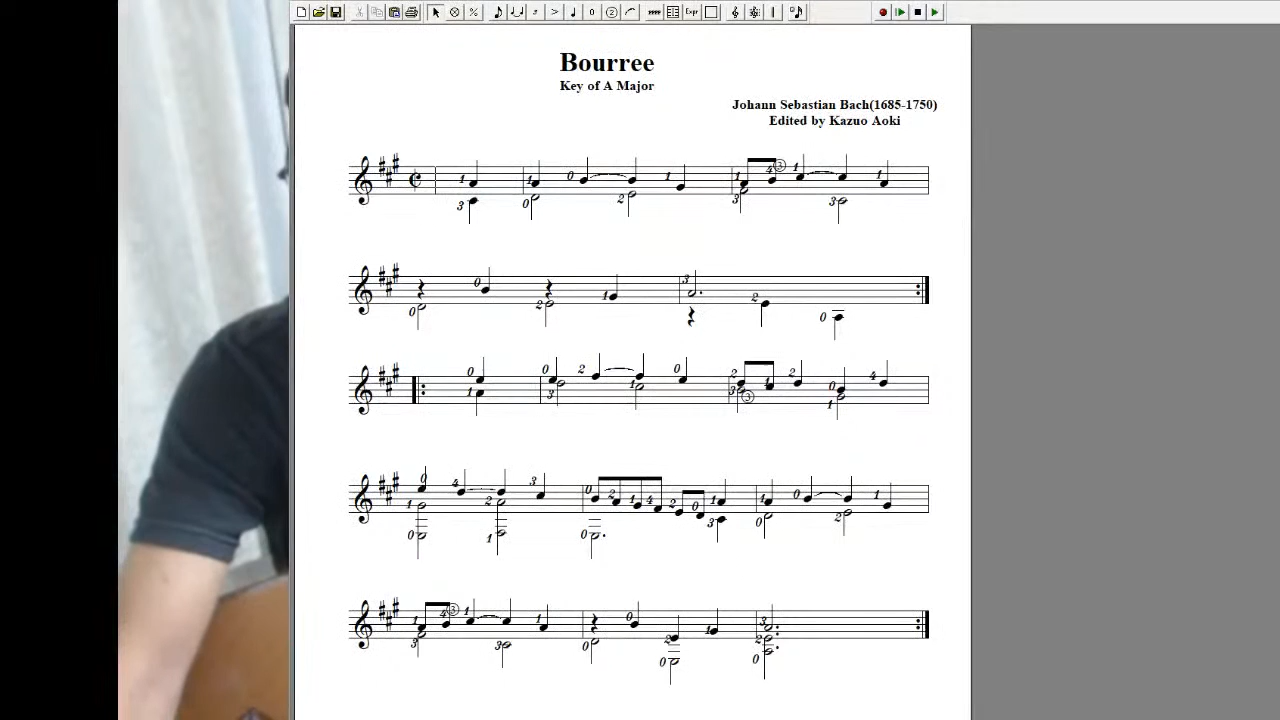 Bourree
Key of A Major
Johann Sebastian Bach(1685-1750)
Edited by Kazuo Aoki